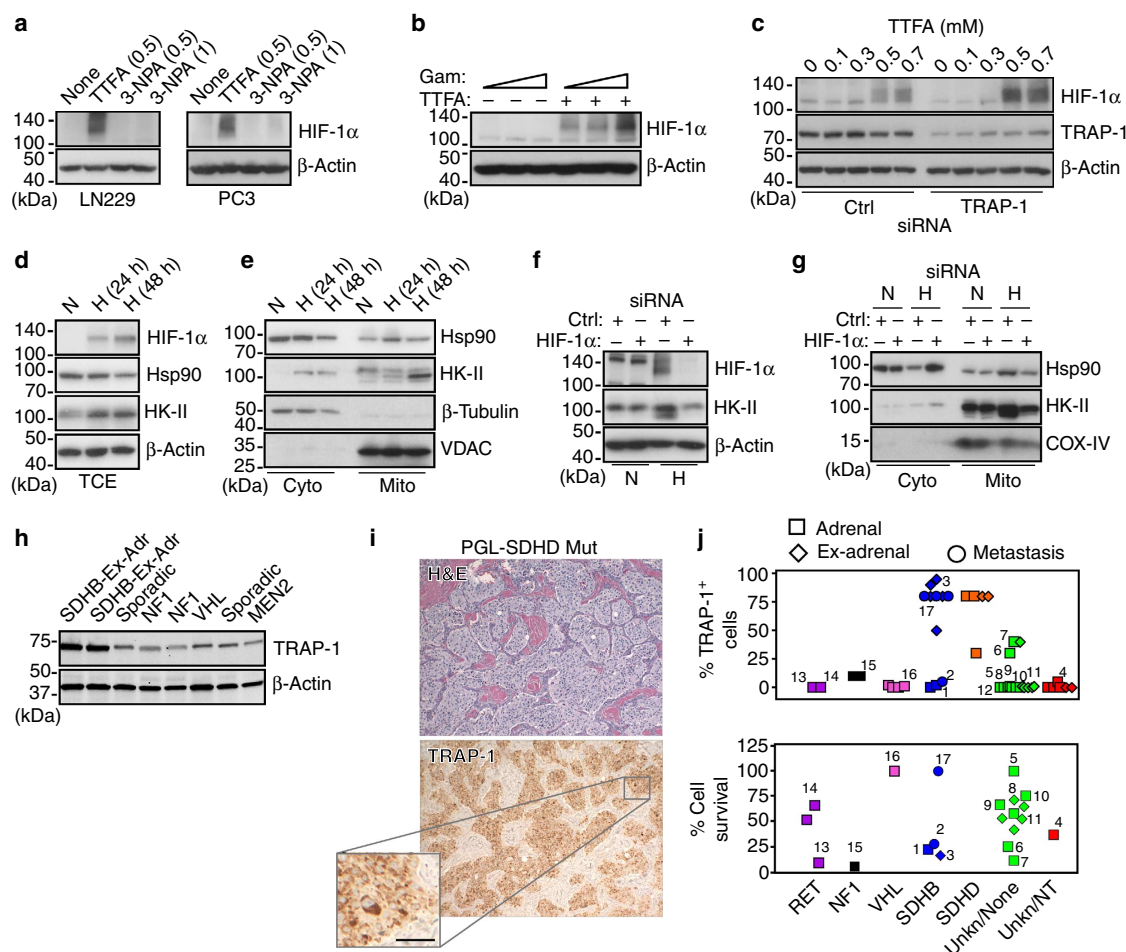 a
None
TTFA (0.5)
3-NPA (0.5)
3-NPA (1)
None
TTFA (0.5)
3-NPA (0.5)
3-NPA (1)
140
100
HIF-1α
50
40
β-Actin
(kDa)
LN229
PC3
b
Gam:
TTFA: – – – + + +
140
100
HIF-1α
50
40
β-Actin
(kDa)
c
TTFA (mM)
0 0.1 0.3 0.5 0.7 0 0.1 0.3 0.5 0.7
140
100
HIF-1α
70
TRAP-1
50
40
β-Actin
(kDa)
Ctrl
TRAP-1
siRNA
d
N
H (24 h)
H (48 h)
140
100
HIF-1α
100
70
Hsp90
100
HK-II
50
40
β-Actin
(kDa)
TCE
e
N
H (24 h)
H (48 h)
N
H (24 h)
H (48 h)
100
70
Hsp90
100
HK-II
50
40
β-Tubulin
35
25
VDAC
(kDa)
Cyto
Mito
f
siRNA
Ctrl: + – + –
HIF-1α: – + – +
140
100
HIF-1α
100
HK-II
50
40
β-Actin
(kDa)
N
H
g
siRNA
N H N H
Ctrl: + – + – + – + –
HIF-1α: – + – + – + – +
100
70
Hsp90
100
HK-II
15
COX-IV
(kDa)
Cyto
Mito
h
SDHB-Ex-Adr
SDHB-Ex-Adr
Sporadic
NF1
NF1
VHL
Sporadic
MEN2
75
TRAP-1
50
37
β-Actin
(kDa)
i
PGL-SDHD Mut
H&E
TRAP-1
j
Adrenal
Ex-adrenal
Metastasis
% TRAP-1+ cells
100
75
50
25
0
13
14
15
16
17
3
2
1
7
6
5
8
9
10
11
12
4
% Cell survival
125
100
75
50
25
0
14
13
15
16
17
1
2
3
5
8
9
10
11
6
7
4
RET
NF1
VHL
SDHB
SDHD
Unkn/None
Unkn/NT